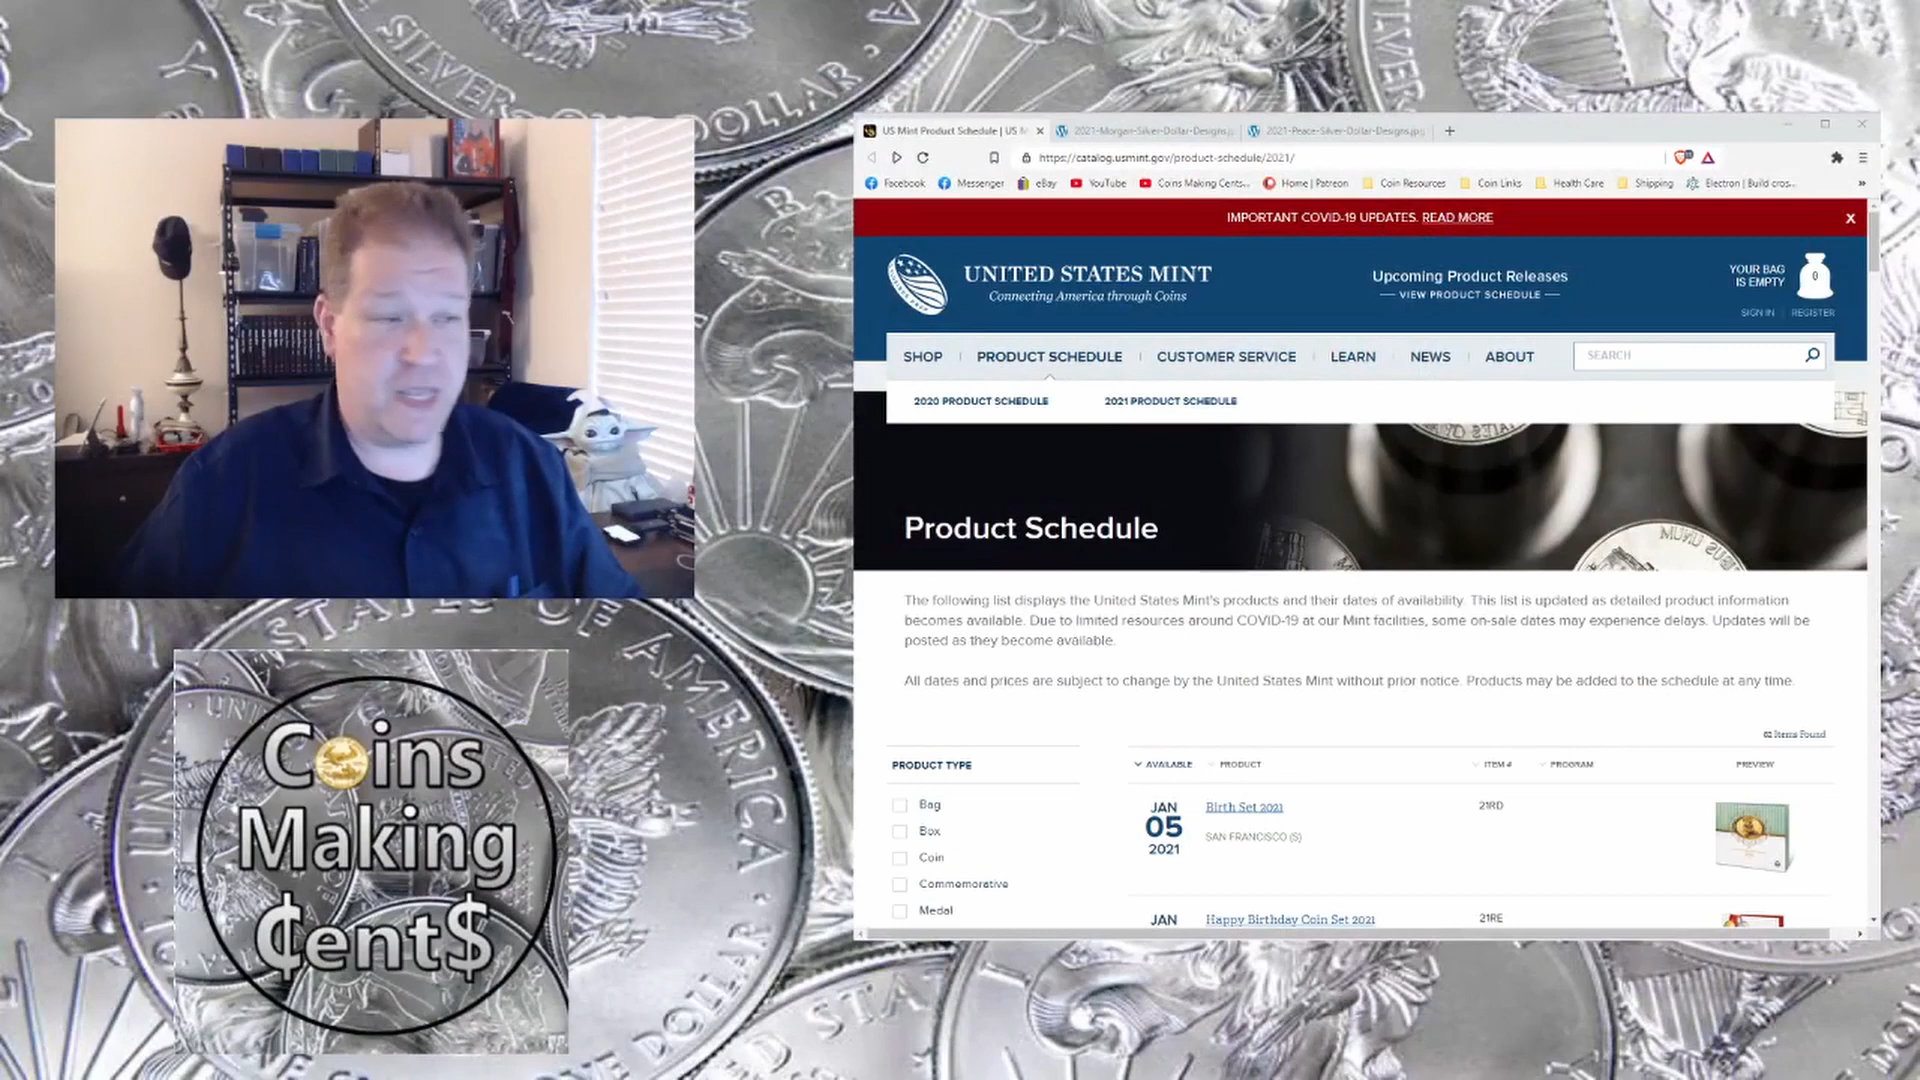 SILVER
DOLLAR
US Mint Product Schedule | US M
2021-Morgan-Silver-Dollar-Designs.j
2021-Peace-Silver-Dollar-Designs.jpg
https://catalog.usmint.gov/product-schedule/2021/
Facebook
Messenger
eBay
YouTube
Coins Making Cents...
Home | Patreon
Coin Resources
Coin Links
Health Care
Shipping
Electron | Build cros...
IMPORTANT COVID-19 UPDATES. READ MORE
X
UNITED STATES MINT
Connecting America through Coins
Upcoming Product Releases
VIEW PRODUCT SCHEDULE
YOUR BAG
IS EMPTY
0
SIGN IN | REGISTER
SHOP
PRODUCT SCHEDULE
CUSTOMER SERVICE
LEARN
NEWS
ABOUT
SEARCH
2020 PRODUCT SCHEDULE
2021 PRODUCT SCHEDULE
Product Schedule
The following list displays the United States Mint's products and their dates of availability. This list is updated as detailed product information
becomes available. Due to limited resources around COVID-19 at our Mint facilities, some on-sale dates may experience delays. Updates will be
posted as they become available.
All dates and prices are subject to change by the United States Mint without prior notice. Products may be added to the schedule at any time.
62 Items Found
PRODUCT TYPE
AVAILABLE
PRODUCT
ITEM #
PROGRAM
PREVIEW
Bag
Box
Coin
Commemorative
Medal
JAN
05
2021
Birth Set 2021
SAN FRANCISCO (S)
21RD
JAN
Happy Birthday Coin Set 2021
21RE
STATES OF AMERICA
DOLLAR
Coins
Making
¢ent$